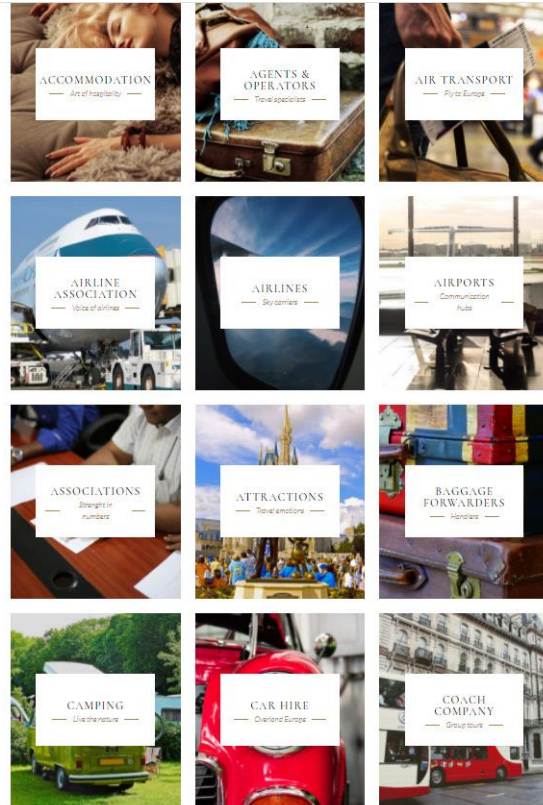 ACCOMMODATION
Art of hospitality
AGENTS &
OPERATORS
Travel specialists
AIR TRANSPORT
Fly to Europe
AIRLINE
ASSOCIATION
Voice of airlines
AIRLINES
Sky carriers
AIRPORTS
Communication
hubs
ASSOCIATIONS
Strenght in
numbers
ATTRACTIONS
Travel emotions
BAGGAGE
FORWARDERS
Handlers
CAMPING
Live the nature
CAR HIRE
Overland Europe
COACH
COMPANY
Group tours